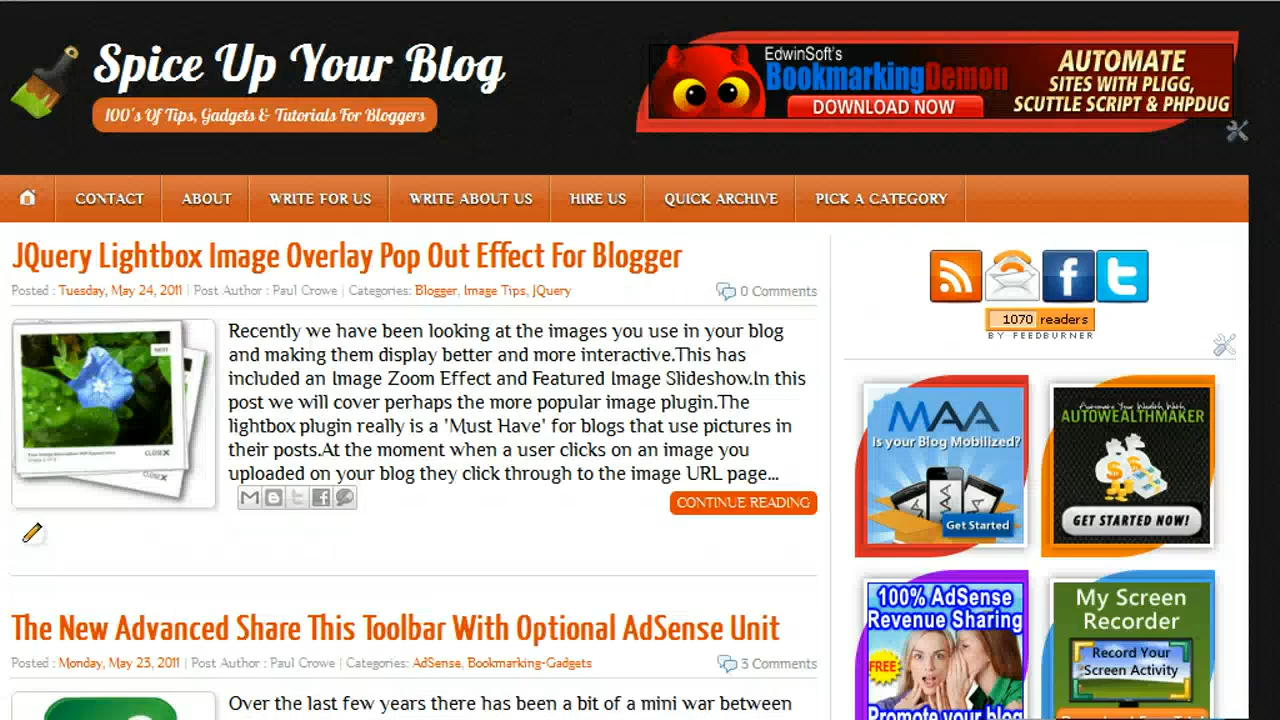 Spice Up Your Blog
100's Of Tips, Gadgets & Tutorials For Bloggers
EdwinSoft's
BookmarkingDemon
DOWNLOAD NOW
AUTOMATE
SITES WITH PLIGG,
SCUTTLE SCRIPT & PHPDUG
CONTACT
ABOUT
WRITE FOR US
WRITE ABOUT US
HIRE US
QUICK ARCHIVE
PICK A CATEGORY
JQuery Lightbox Image Overlay Pop Out Effect For Blogger
Posted : Tuesday, May 24, 2011 | Post Author : Paul Crowe | Categories: Blogger, Image Tips, JQuery
0 Comments
NEXT
CLOSEX
CLOSEX
Recently we have been looking at the images you use in your blog
and making them display better and more interactive.This has
included an Image Zoom Effect and Featured Image Slideshow.In this
post we will cover perhaps the more popular image plugin.The
lightbox plugin really is a 'Must Have' for blogs that use pictures in
their posts.At the moment when a user clicks on an image you
uploaded on your blog they click through to the image URL page...
CONTINUE READING
The New Advanced Share This Toolbar With Optional AdSense Unit
Posted : Monday, May 23, 2011 | Post Author : Paul Crowe | Categories: AdSense, Bookmarking-Gadgets
3 Comments
Over the last few years there has been a bit of a mini war between
1070 readers
BY FEEDBURNER
MAA
Is your Blog Mobilized?
MAA
Get Started
Automate Your Wealth With
AUTOWEALTHMAKER
GET STARTED NOW!
100% AdSense
Revenue Sharing
FREE
Promote your blog
My Screen
Recorder
Record Your
Screen Activity